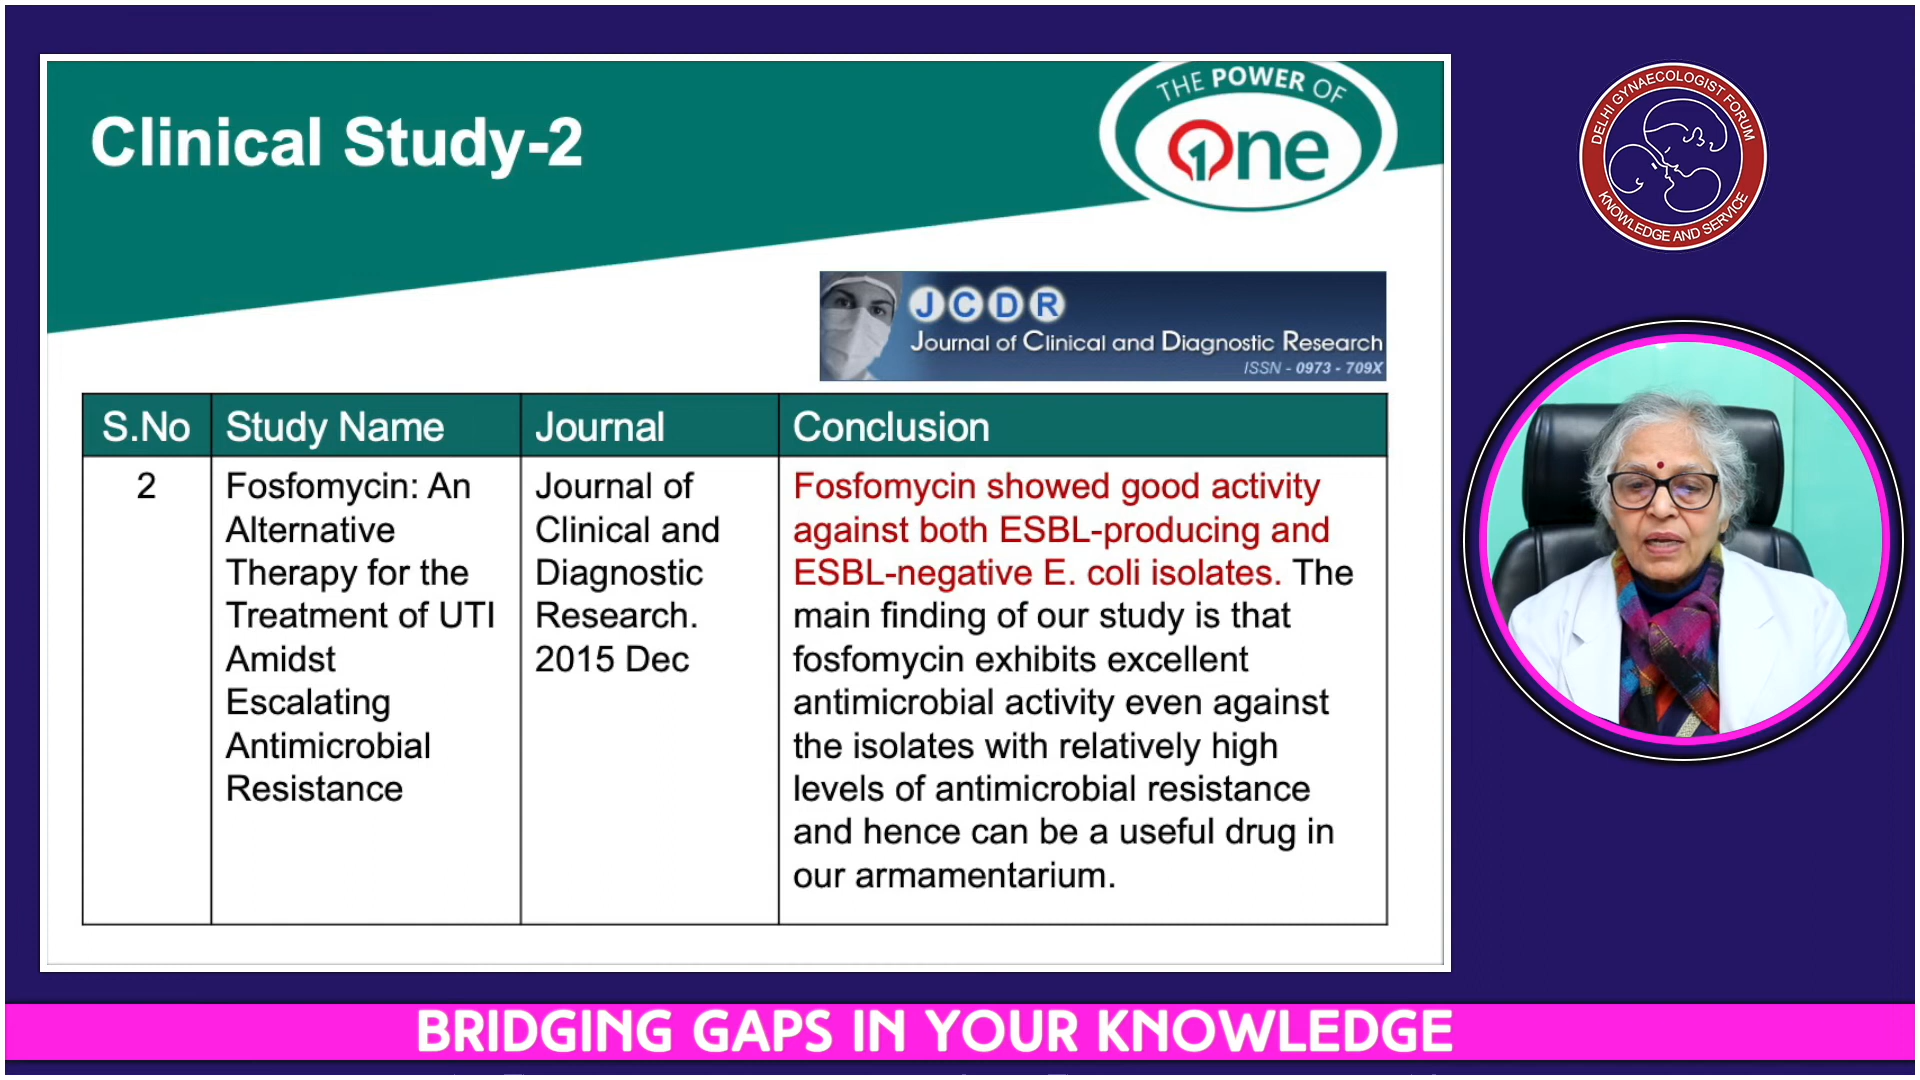 Clinical Study-2
THE POWER OF
One
DELHI GYNAECOLOGIST FORUM
KNOWLEDGE AND SERVICE
JCDR
Journal of Clinical and Diagnostic Research
ISSN - 0973 - 709X
S.No
Study Name
Journal
Conclusion
2
Fosfomycin: An
Alternative
Therapy for the
Treatment of UTI
Amidst
Escalating
Antimicrobial
Resistance
Journal of
Clinical and
Diagnostic
Research.
2015 Dec
Fosfomycin showed good activity
against both ESBL-producing and
ESBL-negative E. coli isolates. The
main finding of our study is that
fosfomycin exhibits excellent
antimicrobial activity even against
the isolates with relatively high
levels of antimicrobial resistance
and hence can be a useful drug in
our armamentarium.
BRIDGING GAPS IN YOUR KNOWLEDGE